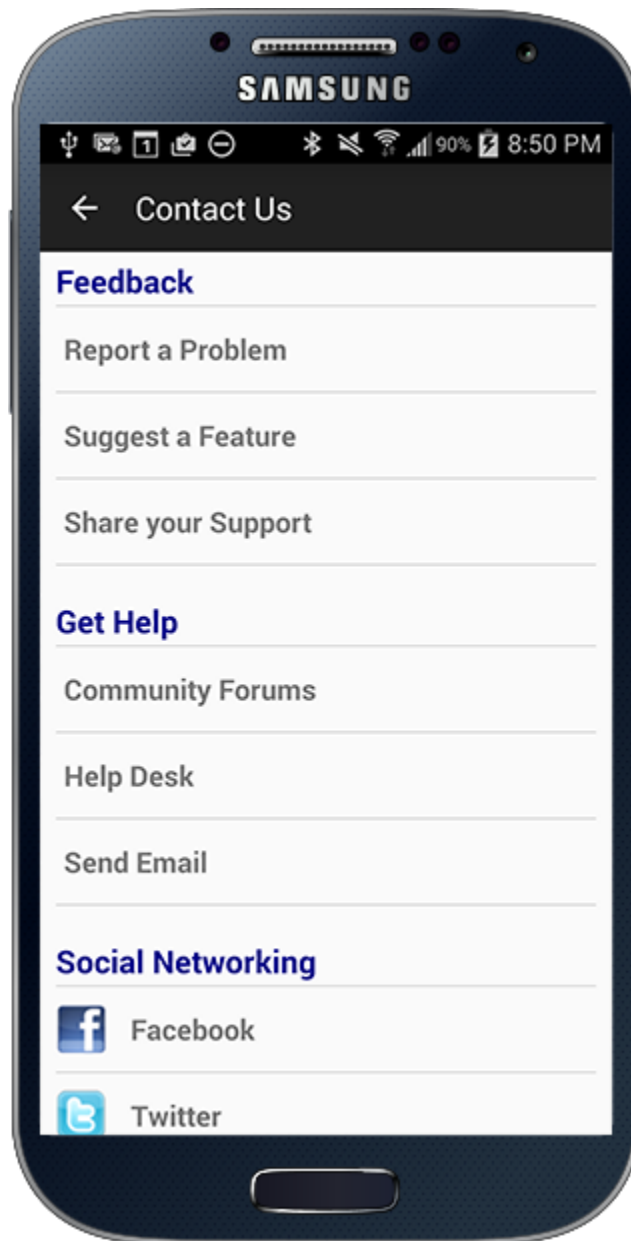 SAMSUNG
1 90% 8:50 PM
Contact Us
Feedback
Report a Problem
Suggest a Feature
Share your Support
Get Help
Community Forums
Help Desk
Send Email
Social Networking
f Facebook
t Twitter